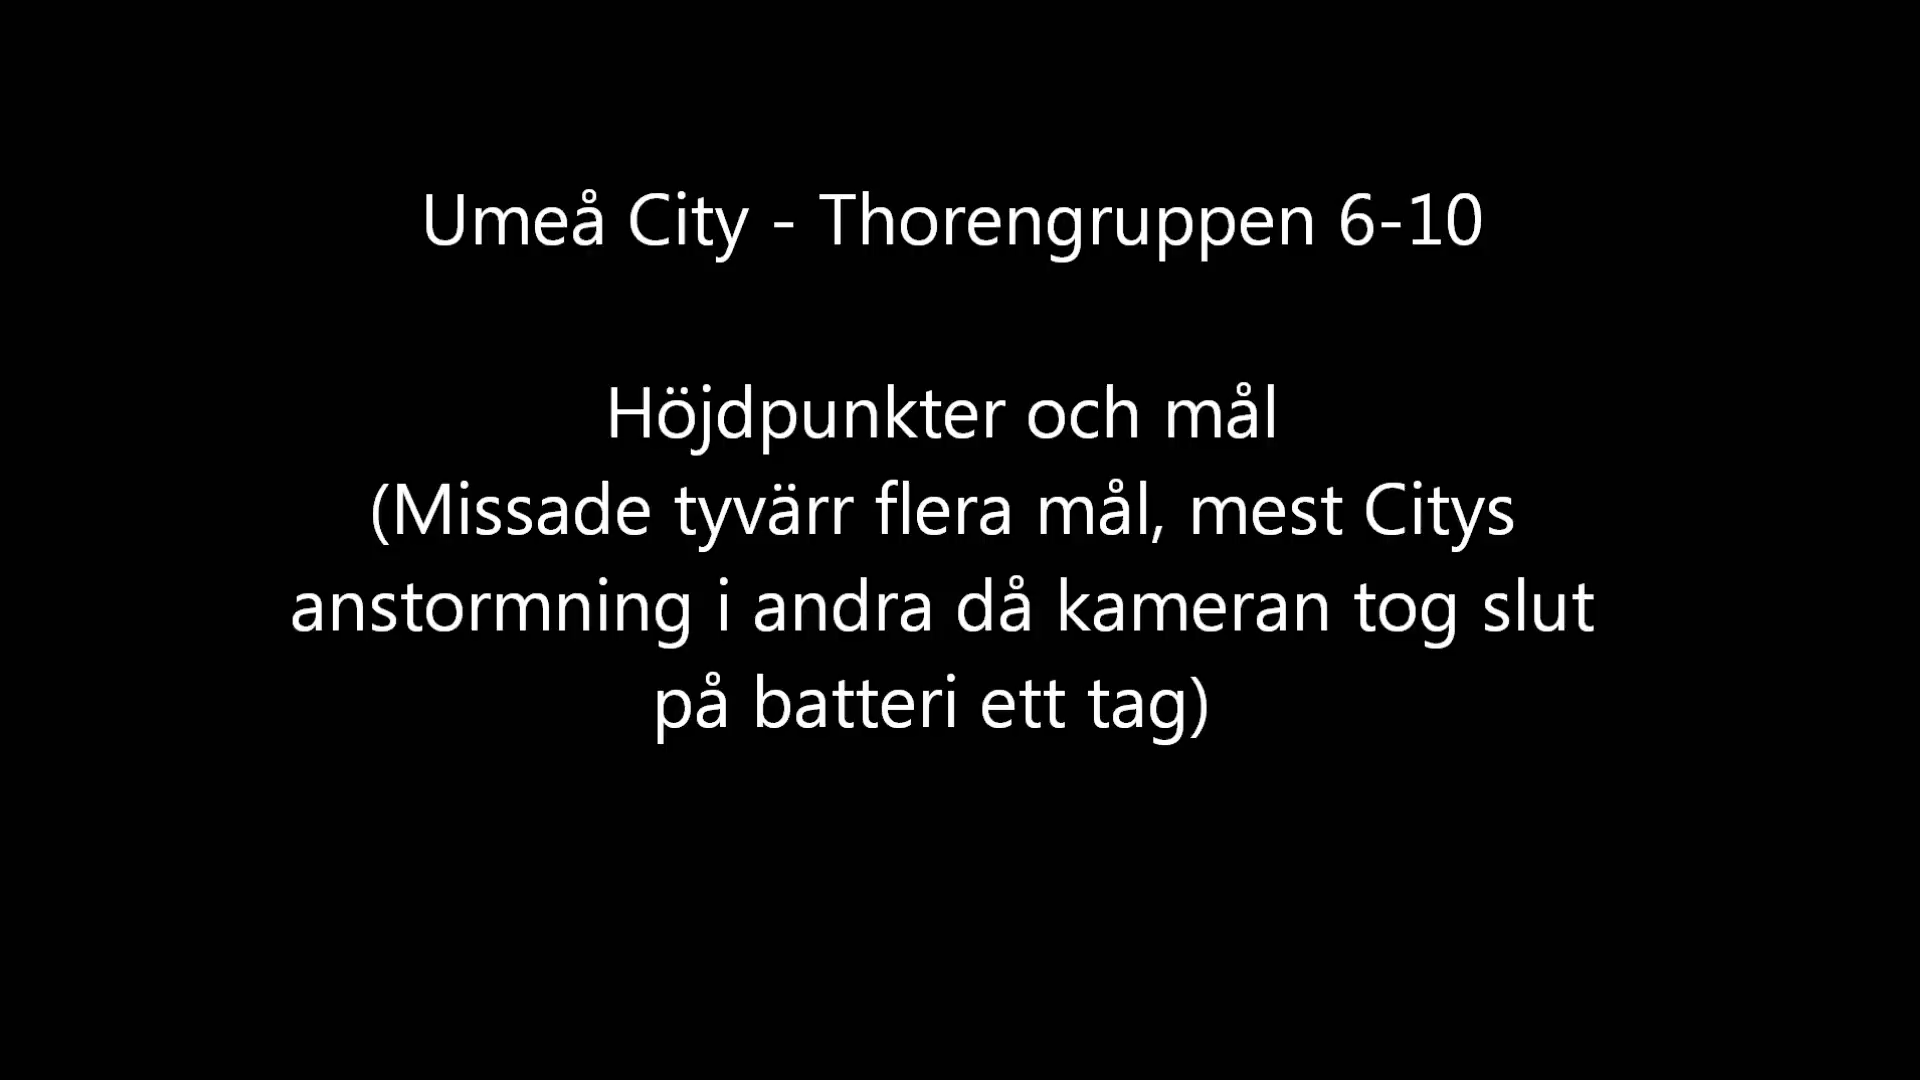 Umeå City - Thorengruppen 6-10
Höjdpunkter och mål
(Missade tyvärr flera mål, mest Citys
anstormning i andra då kameran tog slut
på batteri ett tag)